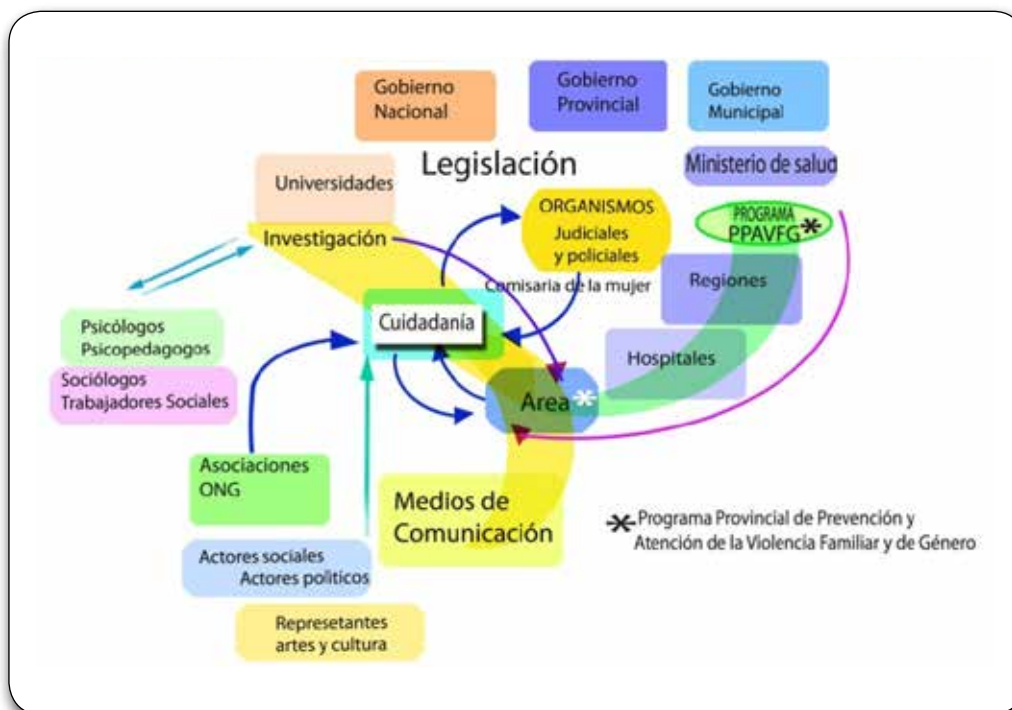 Gobierno
Nacional
Gobierno
Provincial
Gobierno
Municipal
Legislación
Ministerio de salud
Universidades
Investigación
ORGANISMOS
Judiciales
y policiales
Comisaria de la mujer
PROGRAMA
PPAVFG*
Regiones
Cuidadanía
Hospitales
Psicólogos
Psicopedagogos
Sociólogos
Trabajadores Sociales
Area*
Asociaciones
ONG
Medios de
Comunicación
* Programa Provincial de Prevención y
Atención de la Violencia Familiar y de Género
Actores sociales
Actores polìticos
Represetantes
artes y cultura